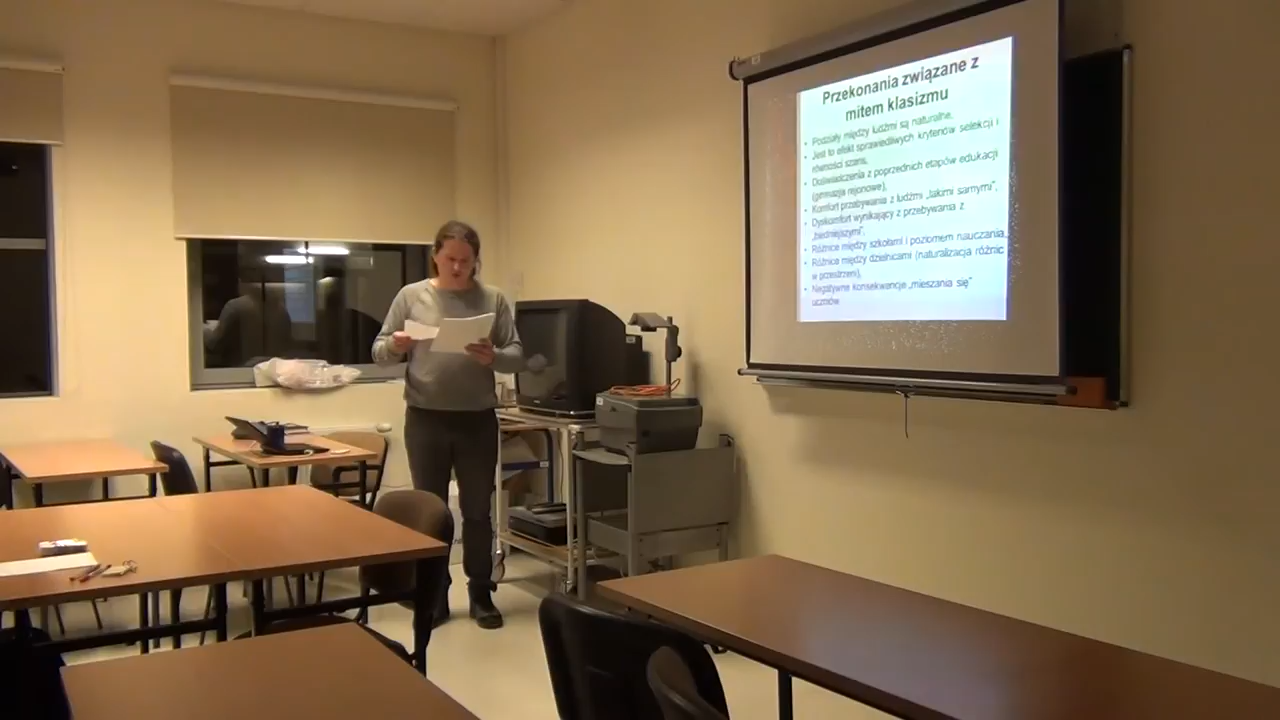 Przekonania związane z
mitem klasizmu
• Podziały między ludźmi są naturalne,
• Jest to efekt sprawiedliwych kryteriów selekcji i
równości szans,
• Doświadczenia z poprzednich etapów edukacji
(gimnazja rejonowe),
• Komfort przebywania z ludźmi „takimi samymi”,
• Dyskomfort wynikający z przebywania z
„biedniejszymi”,
• Różnice między szkołami i poziomem nauczania,
• Różnice między dzielnicami (naturalizacja różnic
w przestrzeni),
• Negatywne konsekwencje „mieszania się”
uczniów